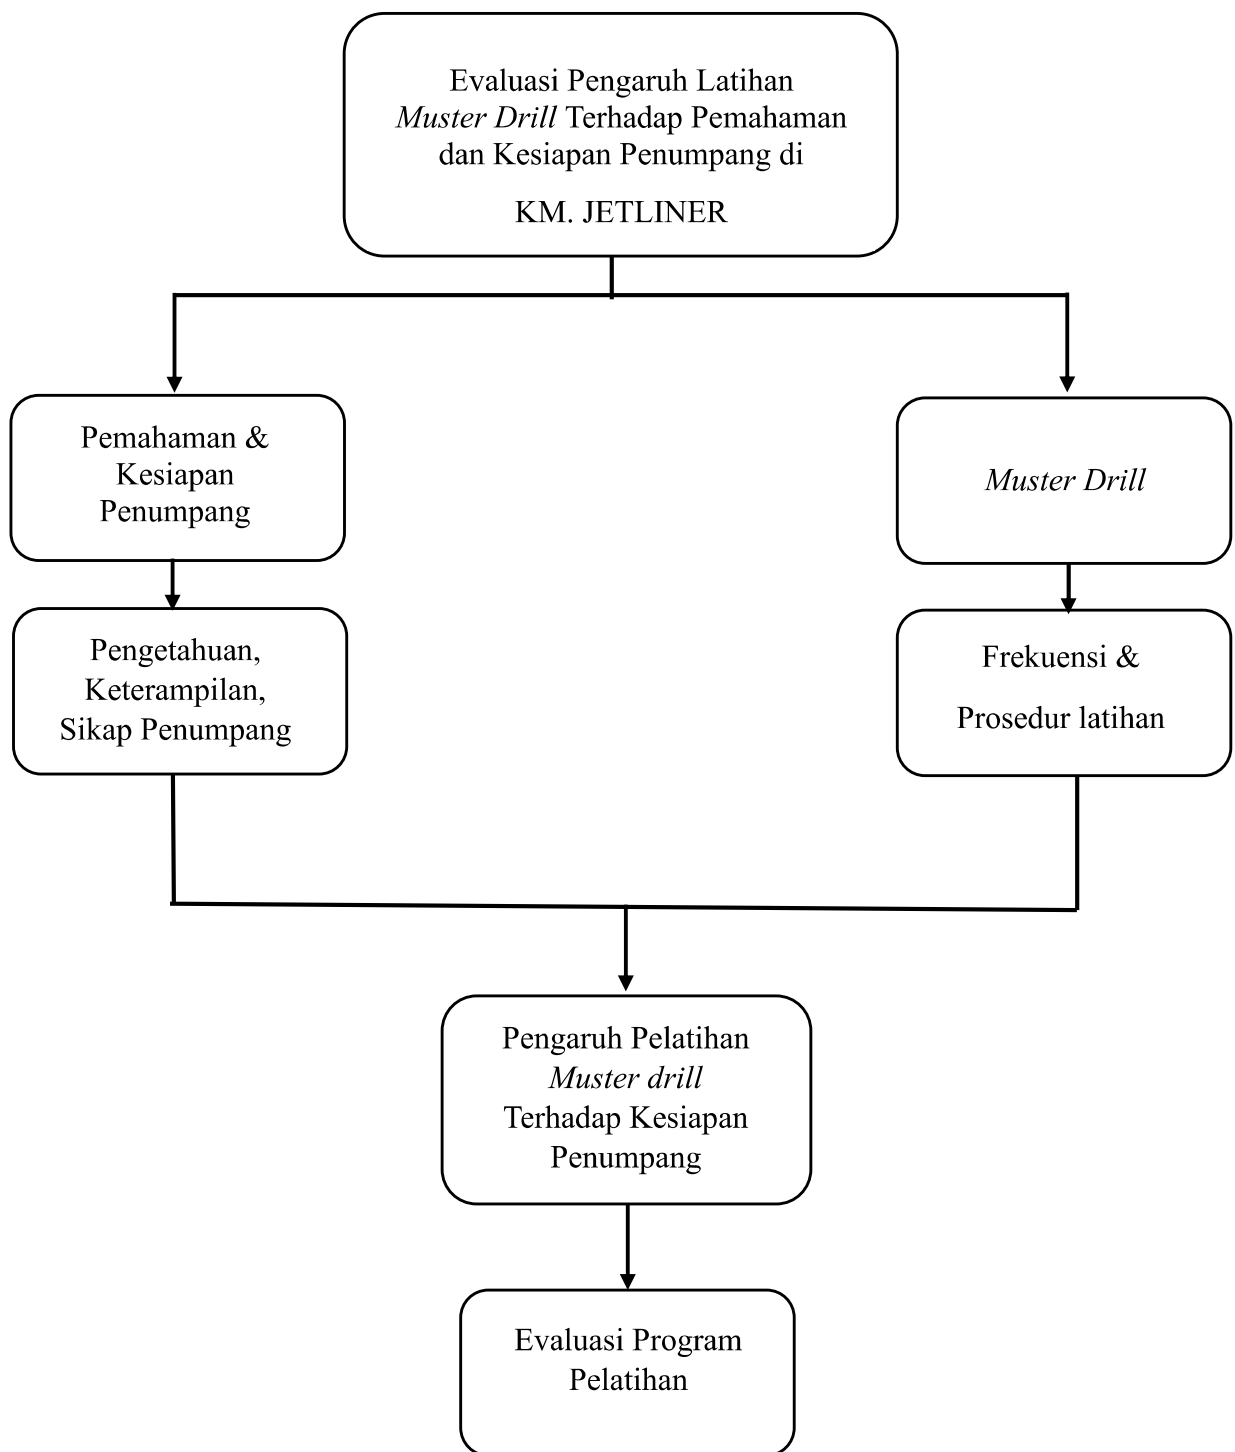 Evaluasi Pengaruh Latihan
Muster Drill Terhadap Pemahaman
dan Kesiapan Penumpang di
KM. JETLINER
Pemahaman &
Kesiapan
Penumpang
Muster Drill
Pengetahuan,
Keterampilan,
Sikap Penumpang
Frekuensi &
Prosedur latihan
Pengaruh Pelatihan
Muster drill
Terhadap Kesiapan
Penumpang
Evaluasi Program
Pelatihan